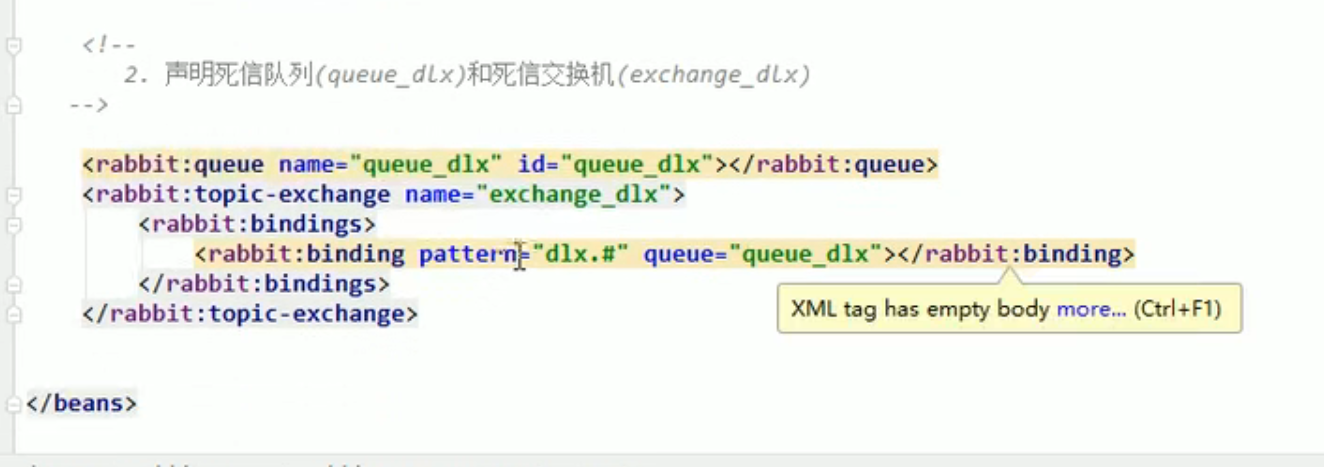 <!--
2. 声明死信队列(queue_dlx)和死信交换机(exchange_dlx)
-->
<rabbit:queue name="queue_dlx" id="queue_dlx"></rabbit:queue>
<rabbit:topic-exchange name="exchange_dlx">
<rabbit:bindings>
<rabbit:binding pattern="dlx.#" queue="queue_dlx"></rabbit:binding>
</rabbit:bindings>
XML tag has empty body more... (Ctrl+F1)
</rabbit:topic-exchange>
</beans>